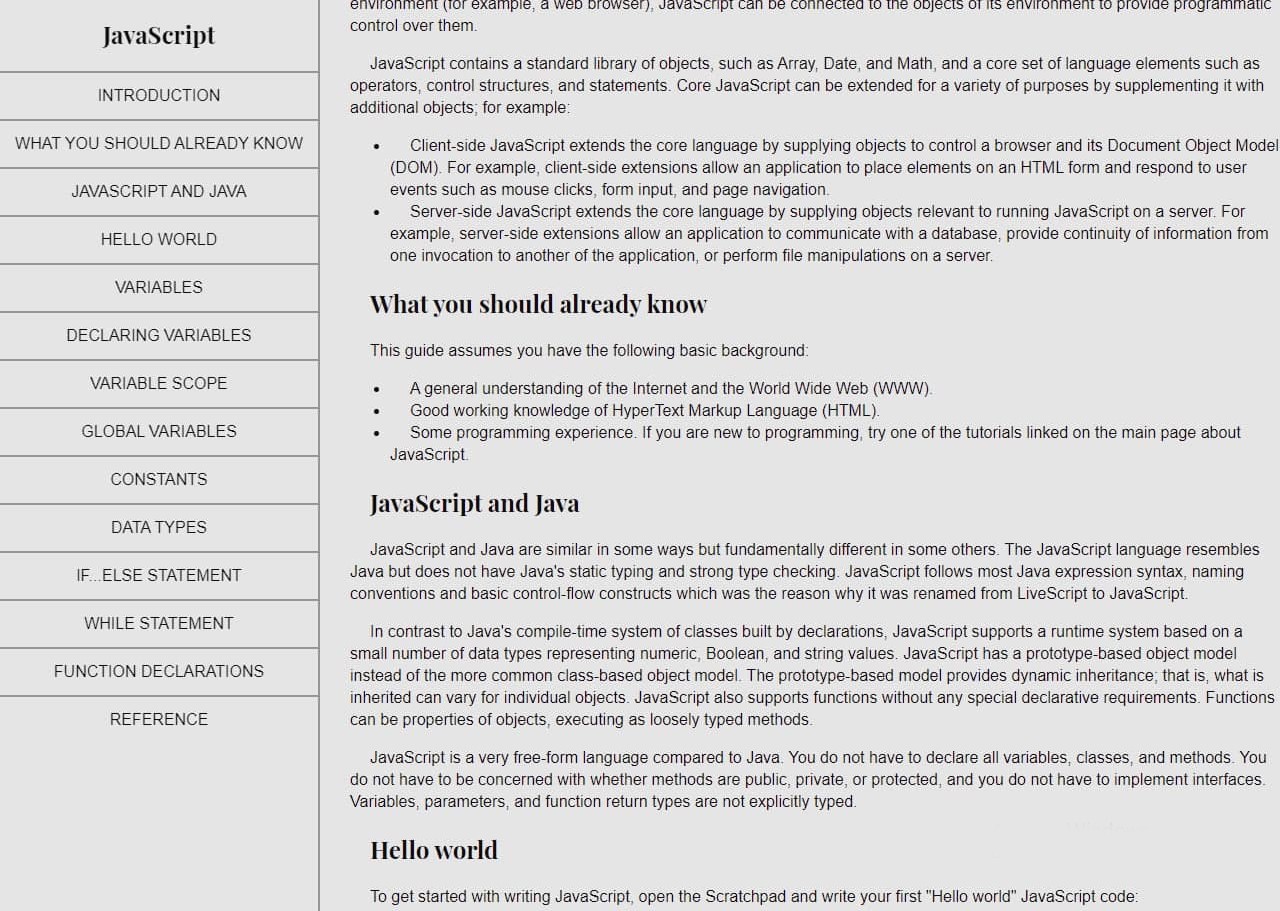 JavaScript
INTRODUCTION
WHAT YOU SHOULD ALREADY KNOW
JAVASCRIPT AND JAVA
HELLO WORLD
VARIABLES
DECLARING VARIABLES
VARIABLE SCOPE
GLOBAL VARIABLES
CONSTANTS
DATA TYPES
IF...ELSE STATEMENT
WHILE STATEMENT
FUNCTION DECLARATIONS
REFERENCE
environment (for example, a web browser), JavaScript can be connected to the objects of its environment to provide programmatic
control over them.
JavaScript contains a standard library of objects, such as Array, Date, and Math, and a core set of language elements such as
operators, control structures, and statements. Core JavaScript can be extended for a variety of purposes by supplementing it with
additional objects; for example:
• Client-side JavaScript extends the core language by supplying objects to control a browser and its Document Object Model
(DOM). For example, client-side extensions allow an application to place elements on an HTML form and respond to user
events such as mouse clicks, form input, and page navigation.
• Server-side JavaScript extends the core language by supplying objects relevant to running JavaScript on a server. For
example, server-side extensions allow an application to communicate with a database, provide continuity of information from
one invocation to another of the application, or perform file manipulations on a server.
What you should already know
This guide assumes you have the following basic background:
• A general understanding of the Internet and the World Wide Web (WWW).
• Good working knowledge of HyperText Markup Language (HTML).
• Some programming experience. If you are new to programming, try one of the tutorials linked on the main page about
JavaScript.
JavaScript and Java
JavaScript and Java are similar in some ways but fundamentally different in some others. The JavaScript language resembles
Java but does not have Java's static typing and strong type checking. JavaScript follows most Java expression syntax, naming
conventions and basic control-flow constructs which was the reason why it was renamed from LiveScript to JavaScript.
In contrast to Java's compile-time system of classes built by declarations, JavaScript supports a runtime system based on a
small number of data types representing numeric, Boolean, and string values. JavaScript has a prototype-based object model
instead of the more common class-based object model. The prototype-based model provides dynamic inheritance; that is, what is
inherited can vary for individual objects. JavaScript also supports functions without any special declarative requirements. Functions
can be properties of objects, executing as loosely typed methods.
JavaScript is a very free-form language compared to Java. You do not have to declare all variables, classes, and methods. You
do not have to be concerned with whether methods are public, private, or protected, and you do not have to implement interfaces.
Variables, parameters, and function return types are not explicitly typed.
Hello world
To get started with writing JavaScript, open the Scratchpad and write your first "Hello world" JavaScript code: